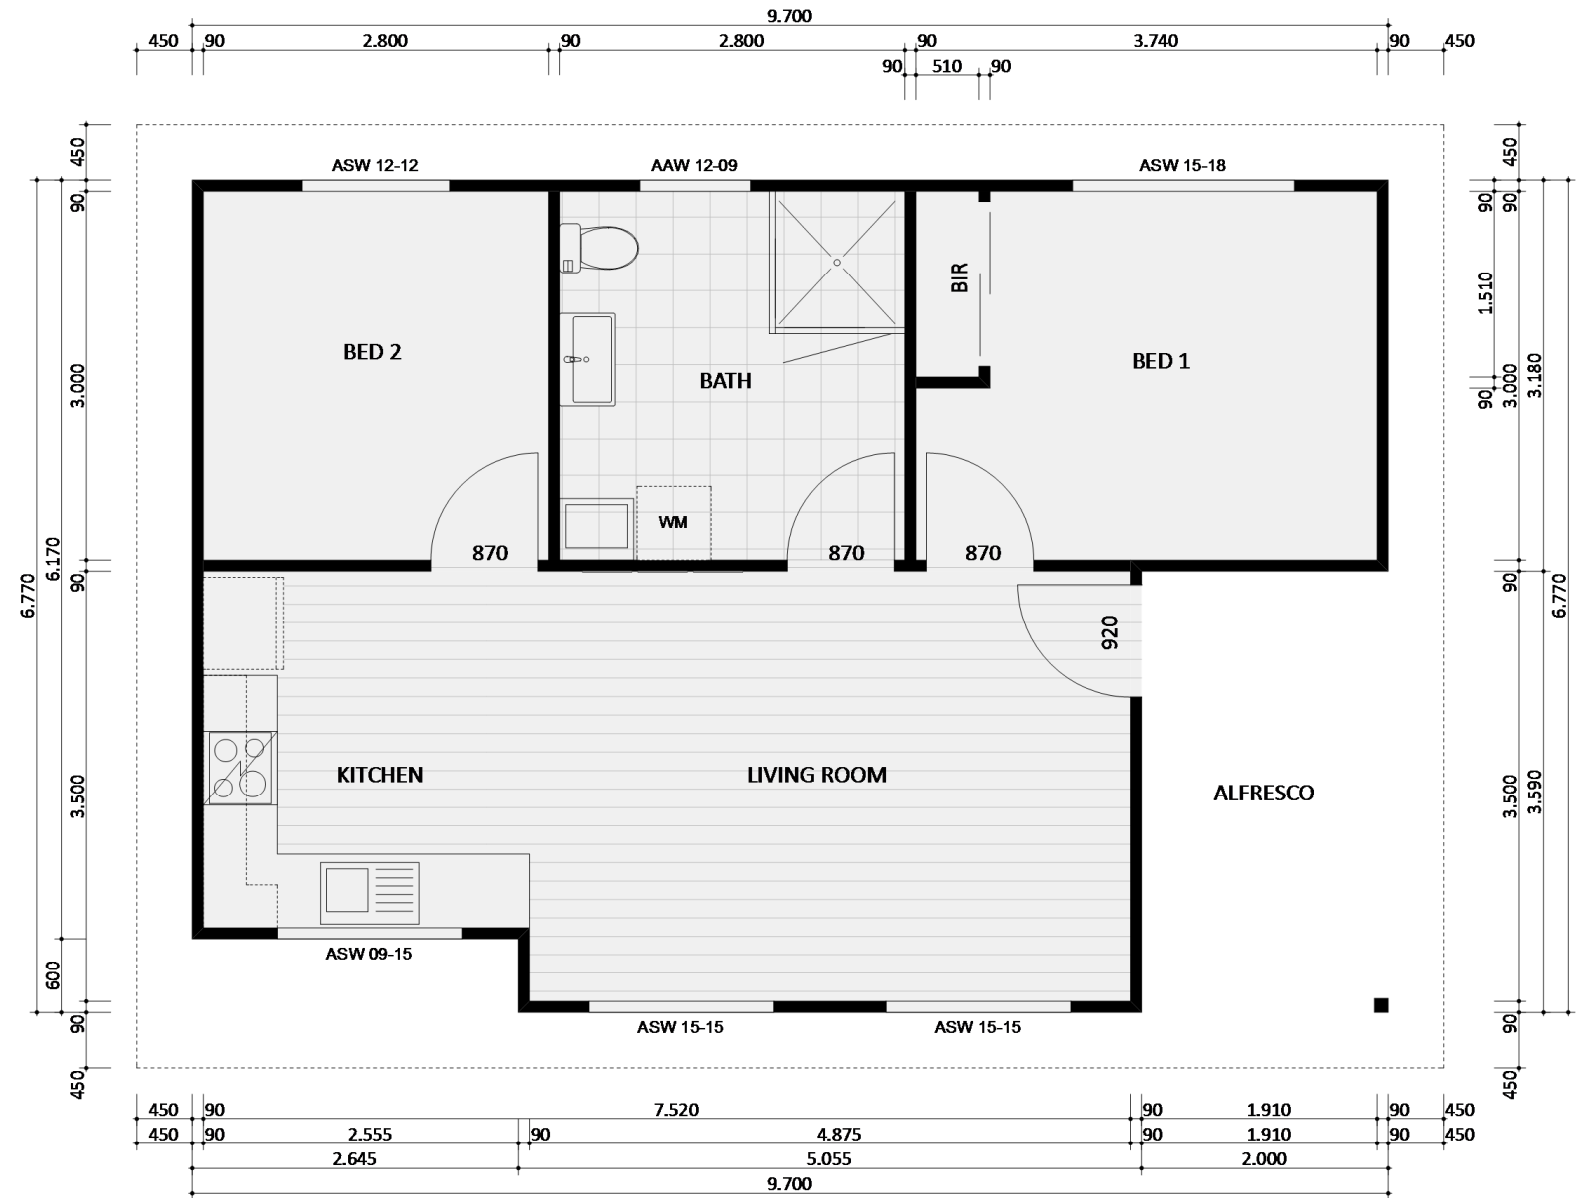 9.700
450 90 2.800 90 2.800 90 3.740 90 450
90 510 90
450 450
ASW 12-12 AAW 12-09 ASW 15-18
90 90 90
BIR 1.510
BED 2 BED 1
3.180
BATH
3.000 90 3.000
WM
870 870 870
6.170
6.770 90 90 6.770
920
KITCHEN LIVING ROOM
3.500 ALFRESCO 3.500 3.590
ASW 09-15
600
90 ASW 15-15 ASW 15-15 90
450 450
450 90 7.520 90 1.910 90 450
450 90 2.555 90 4.875 90 1.910 90 450
2.645 5.055 2.000
9.700